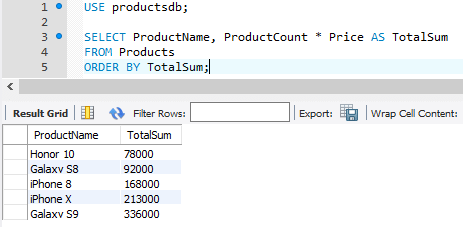 1 USE productsdb;
2
3 SELECT ProductName, ProductCount * Price AS TotalSum
4 FROM Products
5 ORDER BY TotalSum;
Result Grid Filter Rows: Export: Wrap Cell Content:
ProductName TotalSum
Honor 10 78000
Galaxy S8 92000
iPhone 8 168000
iPhone X 213000
Galaxy S9 336000